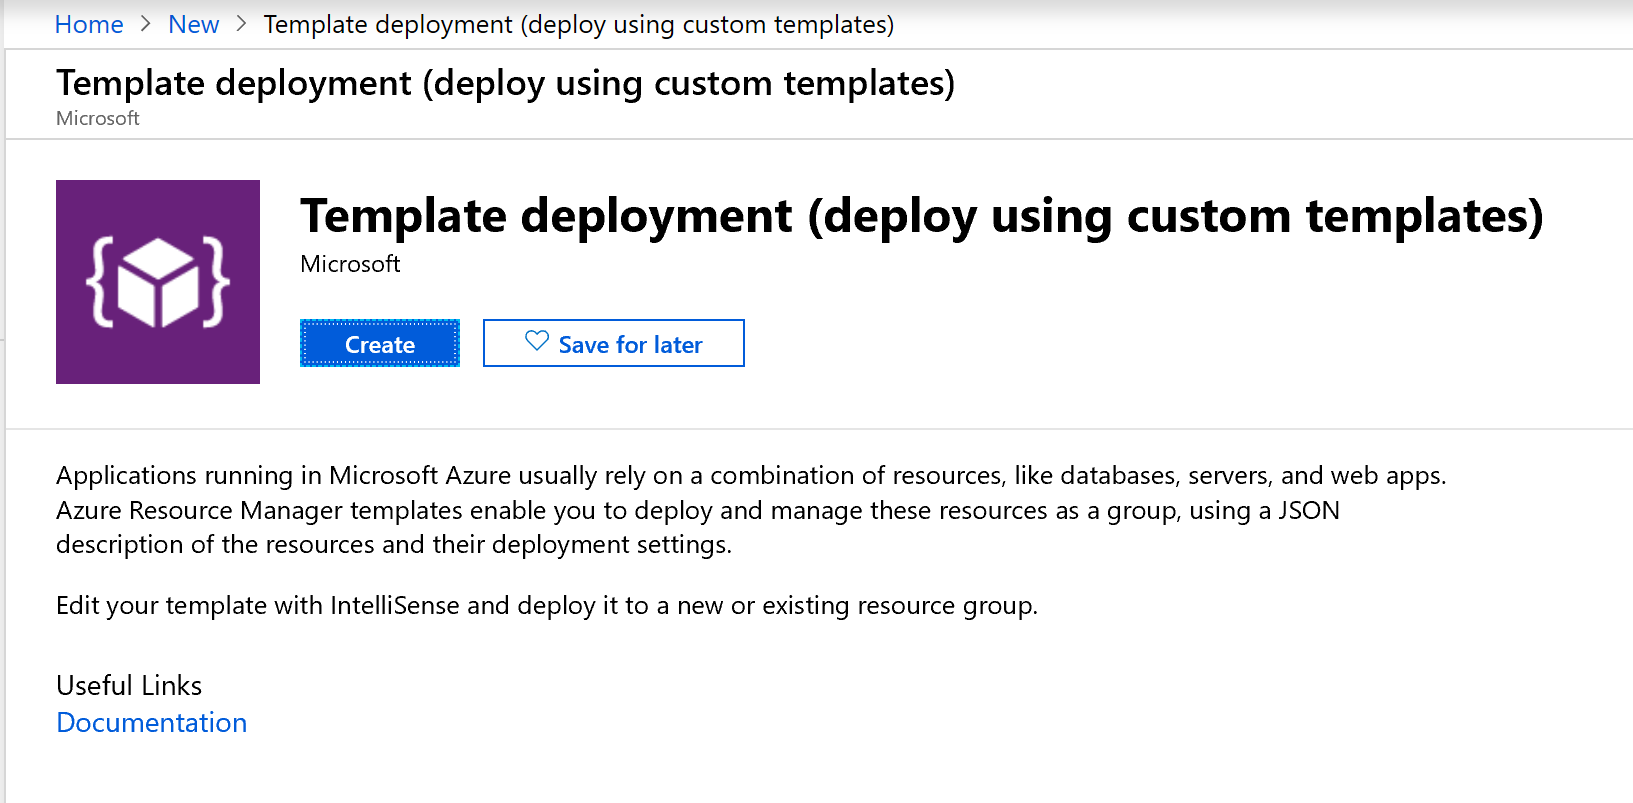 Home > New > Template deployment (deploy using custom templates)
Template deployment (deploy using custom templates)
Microsoft
Template deployment (deploy using custom templates)
Microsoft
Create
Save for later
Applications running in Microsoft Azure usually rely on a combination of resources, like databases, servers, and web apps.
Azure Resource Manager templates enable you to deploy and manage these resources as a group, using a JSON
description of the resources and their deployment settings.
Edit your template with IntelliSense and deploy it to a new or existing resource group.
Useful Links
Documentation